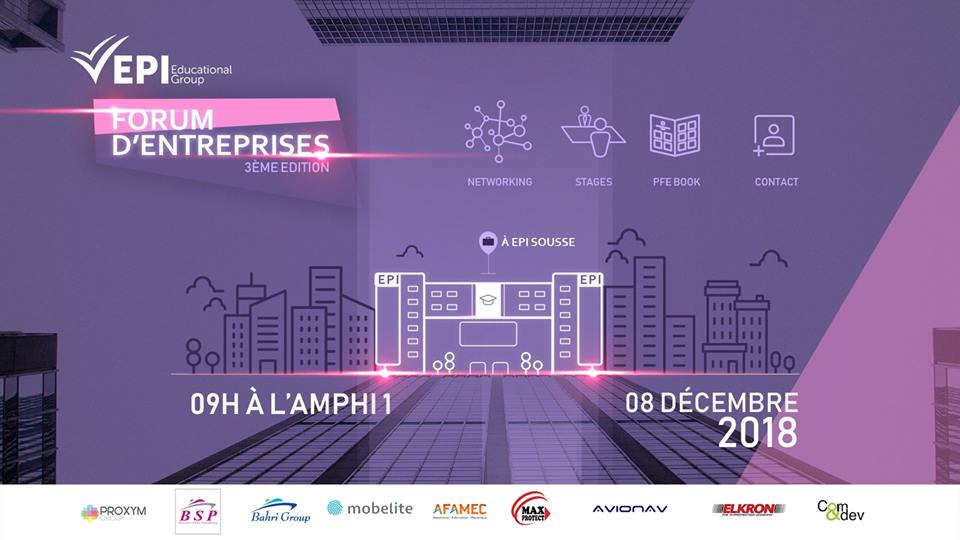 EPI Educational
Group
FORUM
D'ENTREPRISES
3ÈME EDITION
NETWORKING
STAGES
PFE BOOK
CONTACT
À EPI SOUSSE
EPI
EPI
09H À L'AMPHI 1
08 DÉCEMBRE
2018
PROXYM
GROUP
BSP
Bahri Group
mobelite
AFAMEC
MAX
PROTECT
AVIONAV
ELKRON
C&m
&dev